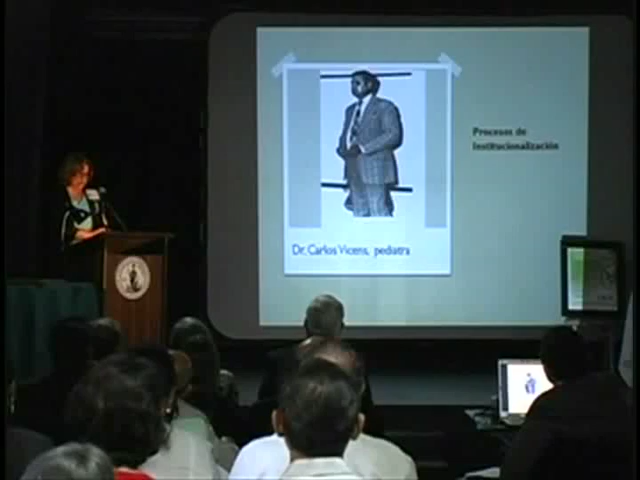 Procesos de
Institucionalización
Dr. Carlos Vicens, pediatra